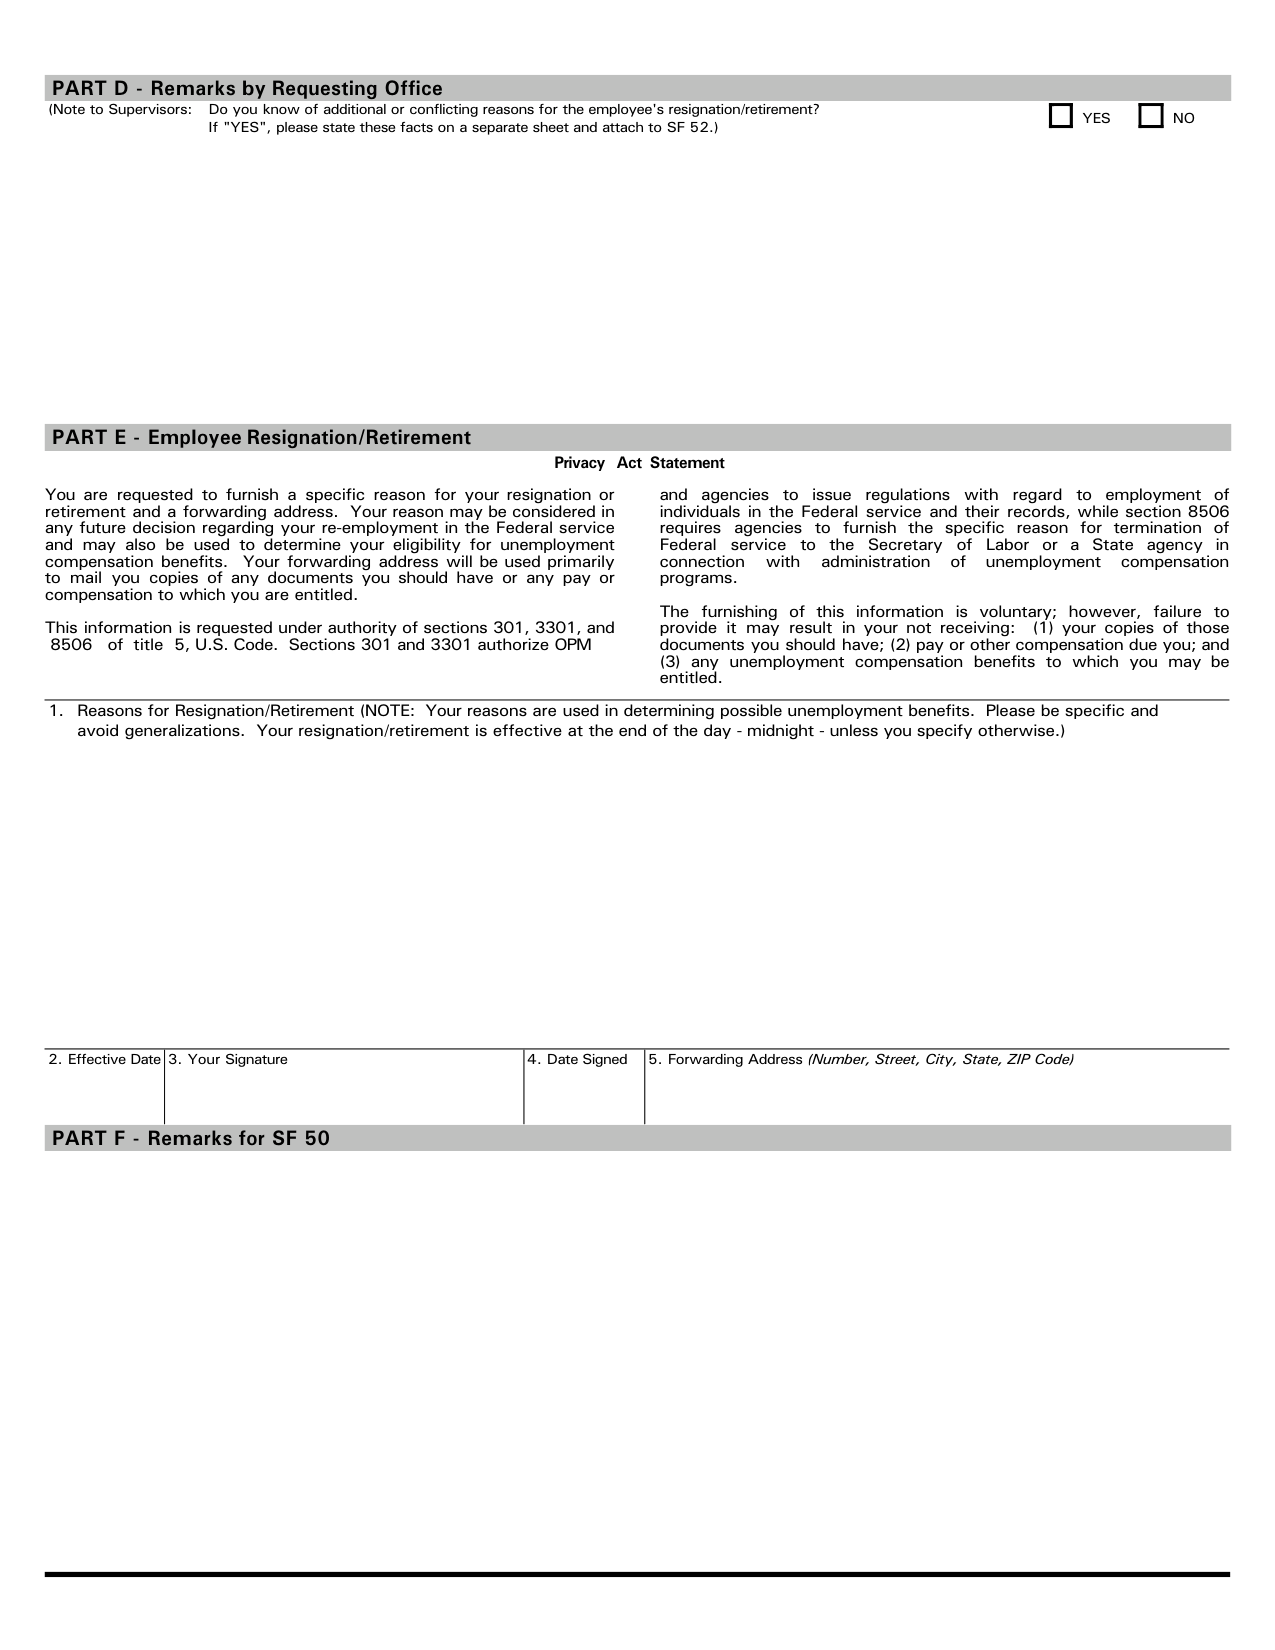 PART D - Remarks by Requesting Office
(Note to Supervisors: Do you know of additional or conflicting reasons for the employee's resignation/retirement?
If "YES", please state these facts on a separate sheet and attach to SF 52.)
YES NO
PART E - Employee Resignation/Retirement
Privacy Act Statement
You are requested to furnish a specific reason for your resignation or
retirement and a forwarding address. Your reason may be considered in
any future decision regarding your re-employment in the Federal service
and may also be used to determine your eligibility for unemployment
compensation benefits. Your forwarding address will be used primarily
to mail you copies of any documents you should have or any pay or
compensation to which you are entitled.
This information is requested under authority of sections 301, 3301, and
8506 of title 5, U.S. Code. Sections 301 and 3301 authorize OPM
and agencies to issue regulations with regard to employment of
individuals in the Federal service and their records, while section 8506
requires agencies to furnish the specific reason for termination of
Federal service to the Secretary of Labor or a State agency in
connection with administration of unemployment compensation
programs.
The furnishing of this information is voluntary; however, failure to
provide it may result in your not receiving: (1) your copies of those
documents you should have; (2) pay or other compensation due you; and
(3) any unemployment compensation benefits to which you may be
entitled.
1. Reasons for Resignation/Retirement (NOTE: Your reasons are used in determining possible unemployment benefits. Please be specific and
avoid generalizations. Your resignation/retirement is effective at the end of the day - midnight - unless you specify otherwise.)
2. Effective Date 3. Your Signature 4. Date Signed 5. Forwarding Address (Number, Street, City, State, ZIP Code)
PART F - Remarks for SF 50